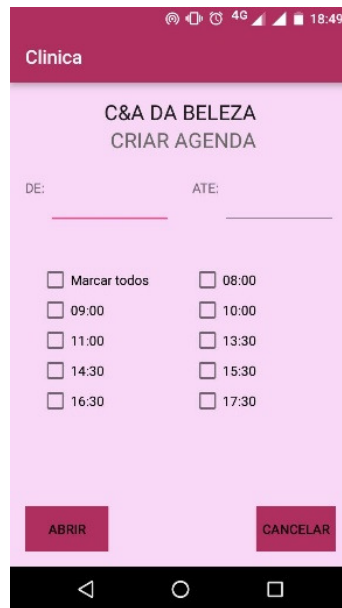 4G 18:49
Clinica
C&A DA BELEZA
CRIAR AGENDA
DE: ATE:
Marcar todos 08:00
09:00 10:00
11:00 13:30
14:30 15:30
16:30 17:30
ABRIR CANCELAR